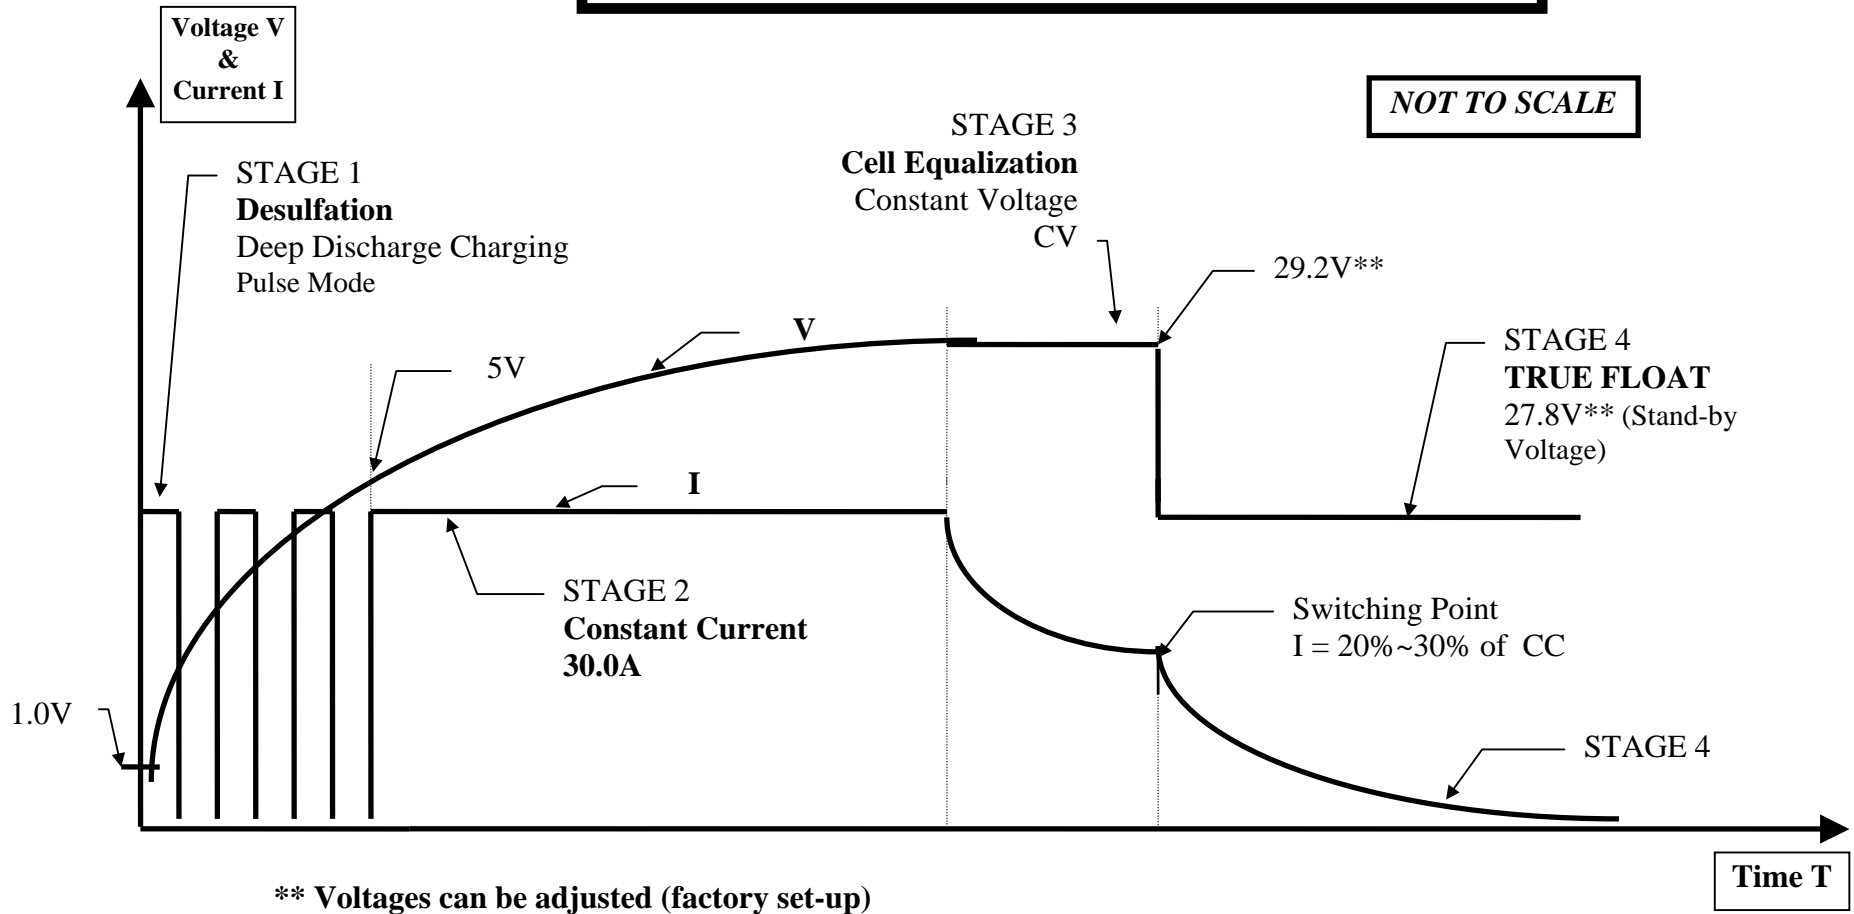 Voltage V
&
Current I
NOT TO SCALE
STAGE 1
Desulfation
Deep Discharge Charging
Pulse Mode
STAGE 3
Cell Equalization
Constant Voltage
CV
29.2V**
V
5V
STAGE 4
TRUE FLOAT
27.8V** (Stand-by
Voltage)
I
STAGE 2
Constant Current
30.0A
Switching Point
I = 20%~30% of CC
1.0V
STAGE 4
Time T
** Voltages can be adjusted (factory set-up)